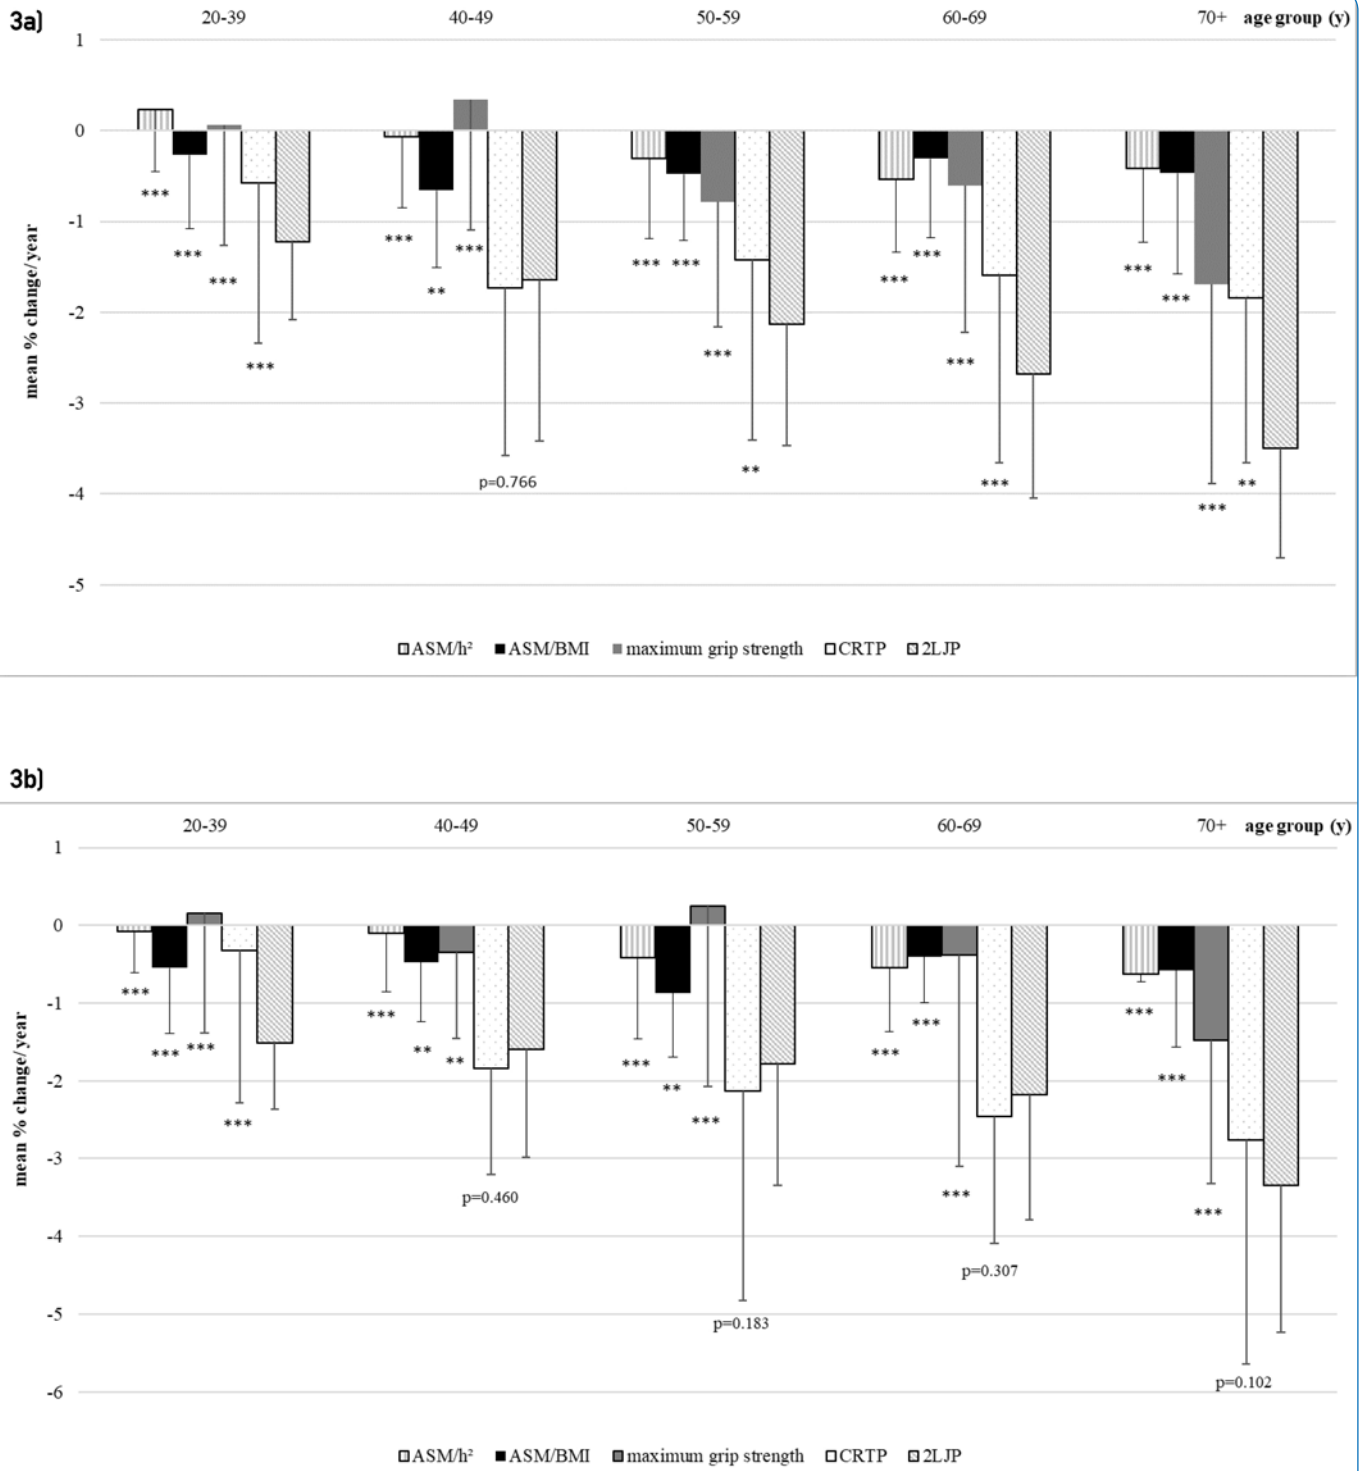 3a)
20-39 40-49 50-59 60-69 70+ age group (y)
1
0
-1
-2
-3
-4
-5
mean % change/year
*** *** *** ***
*** ** *** p=0.766
*** *** *** **
*** *** *** ***
*** *** *** **
ASM/h² ASM/BMI maximum grip strength CRTP 2LJP
3b)
20-39 40-49 50-59 60-69 70+ age group (y)
1
0
-1
-2
-3
-4
-5
-6
mean % change/year
*** *** *** ***
*** ** ** p=0.460
*** ** *** p=0.183
*** *** *** p=0.307
*** *** *** p=0.102
ASM/h² ASM/BMI maximum grip strength CRTP 2LJP